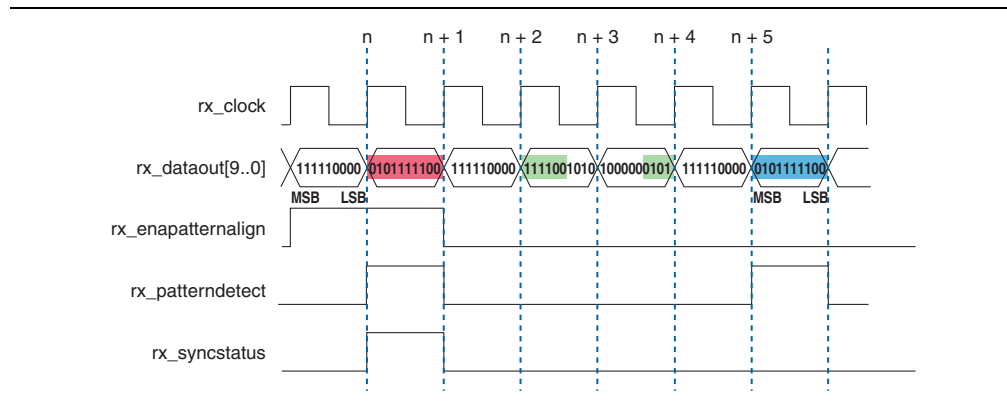 n n + 1 n + 2 n + 3 n + 4 n + 5
rx_clock
rx_dataout[9..0] 111110000 0101111100 111110000 1111001010 1000000101 111110000 0101111100
MSB LSB MSB LSB
rx_enapatternalign
rx_patterndetect
rx_syncstatus